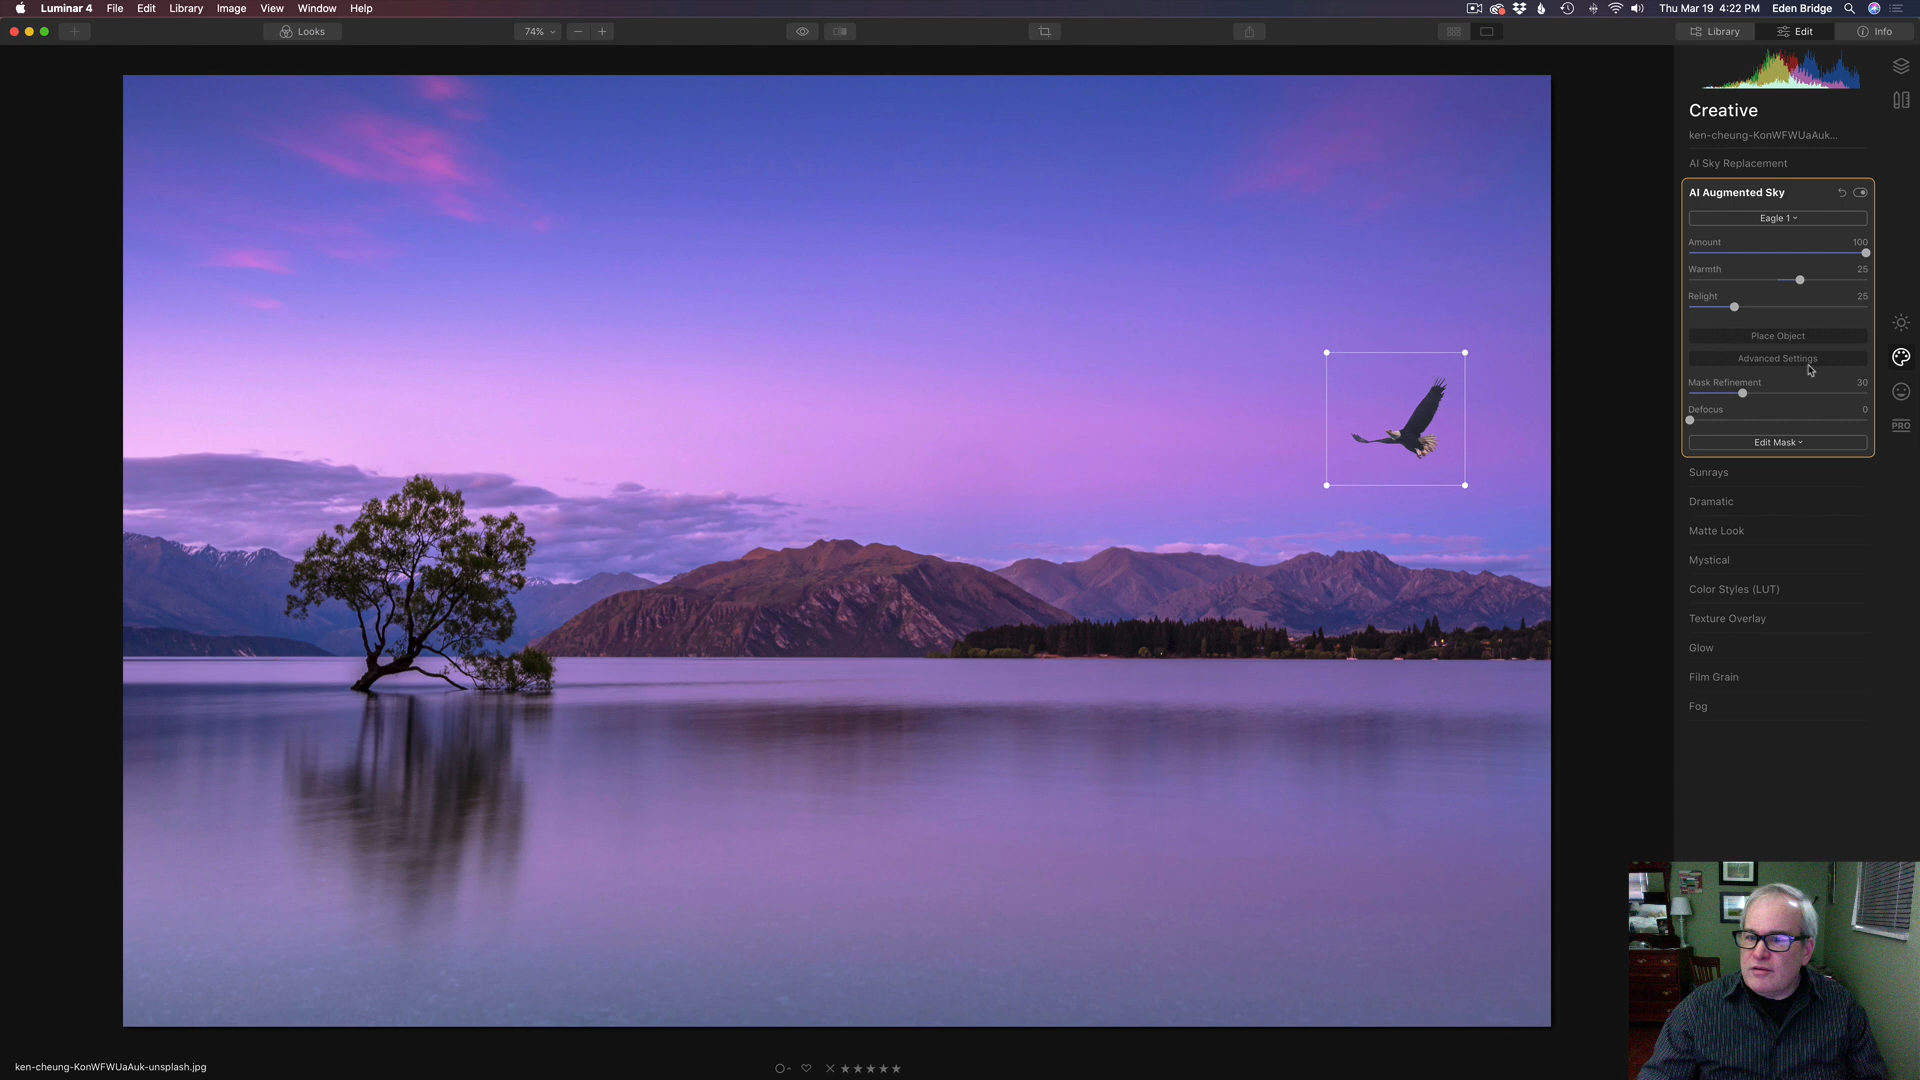 Luminar 4 File Edit Library Image View Window Help Thu Mar 19 4:22 PM Eden Bridge
Looks 74% Library Edit Info
Creative
ken-cheung-KonWFWUaAuk...
AI Sky Replacement
AI Augmented Sky
Eagle 1
Amount 100
Warmth 25
Relight 25
Place Object
Advanced Settings
Mask Refinement 30
Defocus 0
Edit Mask
PRO
Sunrays
Dramatic
Matte Look
Mystical
Color Styles (LUT)
Texture Overlay
Glow
Film Grain
Fog
ken-cheung-KonWFWUaAuk-unsplash.jpg